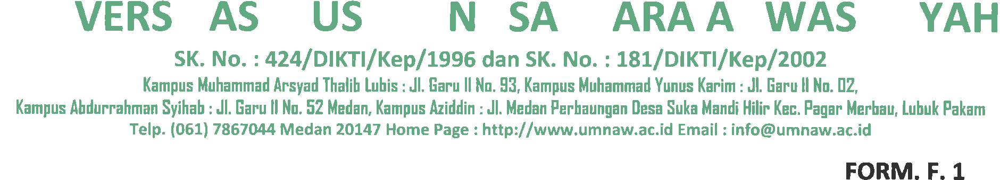 VERS AS US N SA ARA A WAS YAH
SK. No. : 424/DIKTI/Kep/1996 dan SK. No. : 181/DIKTI/Kep/2002
Kampus Muhammad Arsyad Thalib Lubis : Jl. Garu II No. 93, Kampus Muhammad Yunus Karim : Jl. Garu II No. 02,
Kampus Abdurrahman Syihab : Jl. Garu II No. 52 Medan, Kampus Aziddin : Jl. Medan Perbaungan Desa Suka Mandi Hilir Kec. Pagar Merbau, Lubuk Pakam
Telp. (061) 7867044 Medan 20147 Home Page : http://www.umnaw.ac.id Email : info@umnaw.ac.id
FORM. F. 1